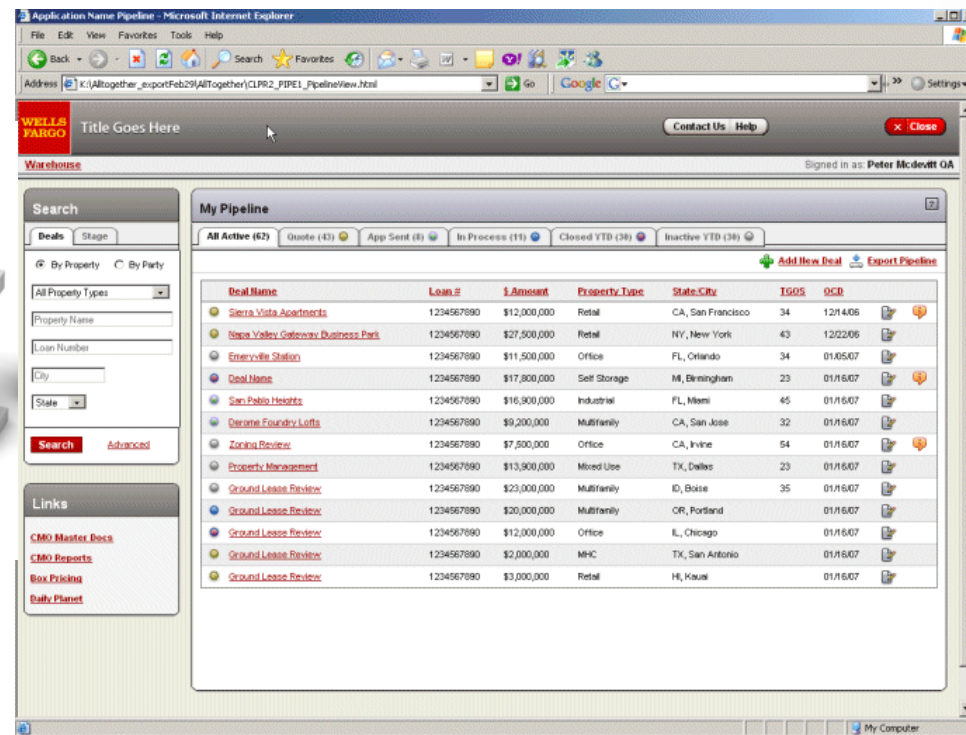 Application Name Pipeline - Microsoft Internet Explorer
File Edit View Favorites Tools Help
Back Search Favorites
Address K:\Alltogether_exportFeb29\AllTogether\CLPR2_PIPE1_PipelineView.html Go Google Settings
WELLS FARGO Title Goes Here Contact Us Help Close
Warehouse Signed in as: Peter Mcdevitt QA
Search
Deals Stage
By Property By Party
All Property Types
Property Name
Loan Number
City
State
Search Advanced
Links
CMO Master Docs
CMO Reports
Box Pricing
Daily Planet
My Pipeline ?
All Active (62) Quote (43) App Sent (8) In Process (11) Closed YTD (30) Inactive YTD (30)
Add New Deal Export Pipeline
Deal Name Loan # $ Amount Property Type State/City TGOS OCD
Sierra Vista Apartments 1234567890 $12,000,000 Retail CA, San Francisco 34 12/14/06
Napa Valley Gateway Business Park 1234567890 $27,500,000 Retail NY, New York 43 12/22/06
Emeryville Station 1234567890 $11,500,000 Office FL, Orlando 34 01/05/07
Deal Name 1234567890 $17,800,000 Self Storage MI, Birmingham 23 01/16/07
San Pablo Heights 1234567890 $16,900,000 Industrial FL, Miami 45 01/16/07
Derome Foundry Lofts 1234567890 $9,200,000 Multifamily CA, San Jose 32 01/16/07
Zoning Review 1234567890 $7,500,000 Office CA, Irvine 54 01/16/07
Property Management 1234567890 $13,900,000 Mixed Use TX, Dallas 23 01/16/07
Ground Lease Review 1234567890 $23,000,000 Multifamily ID, Boise 35 01/16/07
Ground Lease Review 1234567890 $20,000,000 Multifamily OR, Portland 01/16/07
Ground Lease Review 1234567890 $12,000,000 Office IL, Chicago 01/16/07
Ground Lease Review 1234567890 $2,000,000 MHC TX, San Antonio 01/16/07
Ground Lease Review 1234567890 $3,000,000 Retail HI, Kauai 01/16/07
My Computer